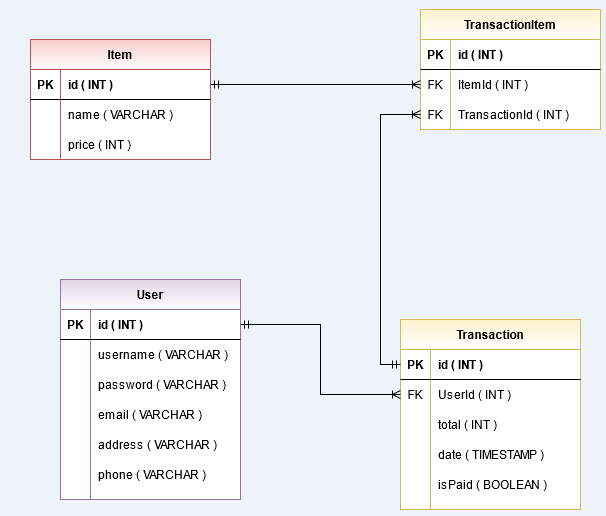 Item
PK id ( INT )
name ( VARCHAR )
price ( INT )
TransactionItem
PK id ( INT )
FK ItemId ( INT )
FK TransactionId ( INT )
User
PK id ( INT )
username ( VARCHAR )
password ( VARCHAR )
email ( VARCHAR )
address ( VARCHAR )
phone ( VARCHAR )
Transaction
PK id ( INT )
FK UserId ( INT )
total ( INT )
date ( TIMESTAMP )
isPaid ( BOOLEAN )